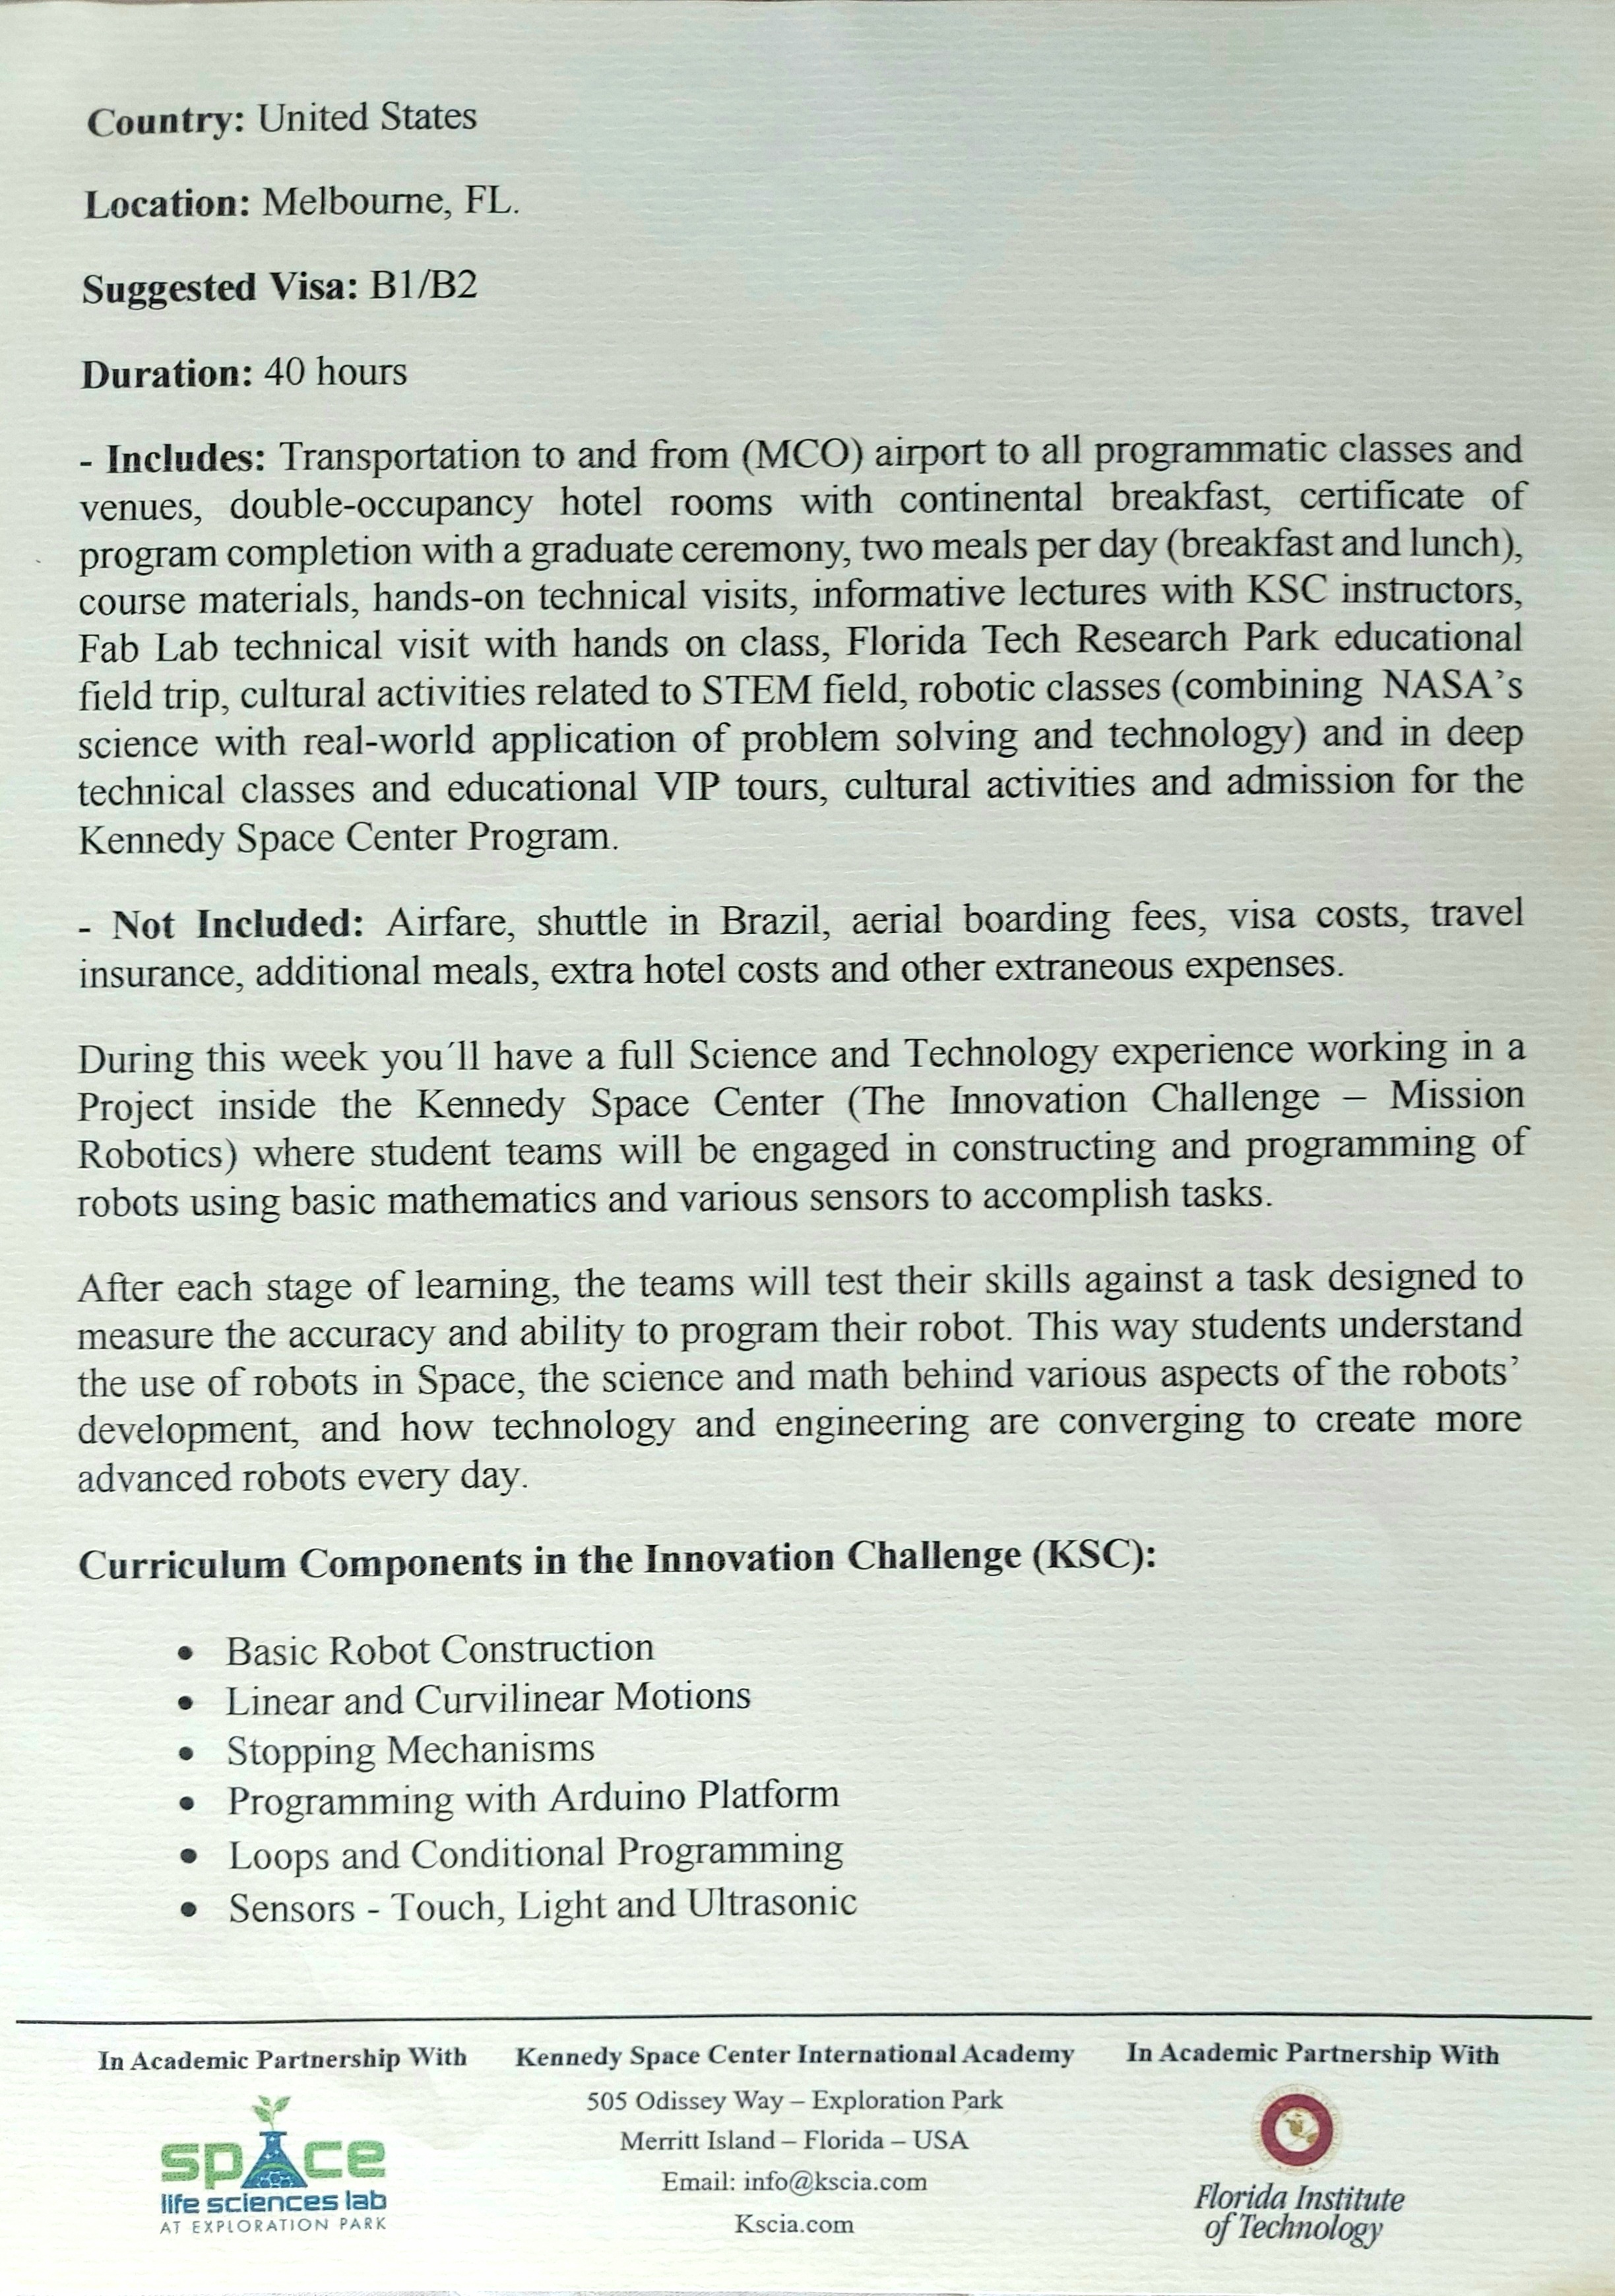 Country: United States
Location: Melbourne, FL.
Suggested Visa: B1/B2
Duration: 40 hours
- Includes: Transportation to and from (MCO) airport to all programmatic classes and
venues, double-occupancy hotel rooms with continental breakfast, certificate of
program completion with a graduate ceremony, two meals per day (breakfast and lunch),
course materials, hands-on technical visits, informative lectures with KSC instructors,
Fab Lab technical visit with hands on class, Florida Tech Research Park educational
field trip, cultural activities related to STEM field, robotic classes (combining NASA's
science with real-world application of problem solving and technology) and in deep
technical classes and educational VIP tours, cultural activities and admission for the
Kennedy Space Center Program.
- Not Included: Airfare, shuttle in Brazil, aerial boarding fees, visa costs, travel
insurance, additional meals, extra hotel costs and other extraneous expenses.
During this week you´ll have a full Science and Technology experience working in a
Project inside the Kennedy Space Center (The Innovation Challenge – Mission
Robotics) where student teams will be engaged in constructing and programming of
robots using basic mathematics and various sensors to accomplish tasks.
After each stage of learning, the teams will test their skills against a task designed to
measure the accuracy and ability to program their robot. This way students understand
the use of robots in Space, the science and math behind various aspects of the robots’
development, and how technology and engineering are converging to create more
advanced robots every day.
Curriculum Components in the Innovation Challenge (KSC):
• Basic Robot Construction
• Linear and Curvilinear Motions
• Stopping Mechanisms
• Programming with Arduino Platform
• Loops and Conditional Programming
• Sensors - Touch, Light and Ultrasonic
In Academic Partnership With
space
life sciences lab
AT EXPLORATION PARK
Kennedy Space Center International Academy
505 Odissey Way – Exploration Park
Merritt Island – Florida – USA
Email: info@kscia.com
Kscia.com
In Academic Partnership With
Florida Institute
of Technology